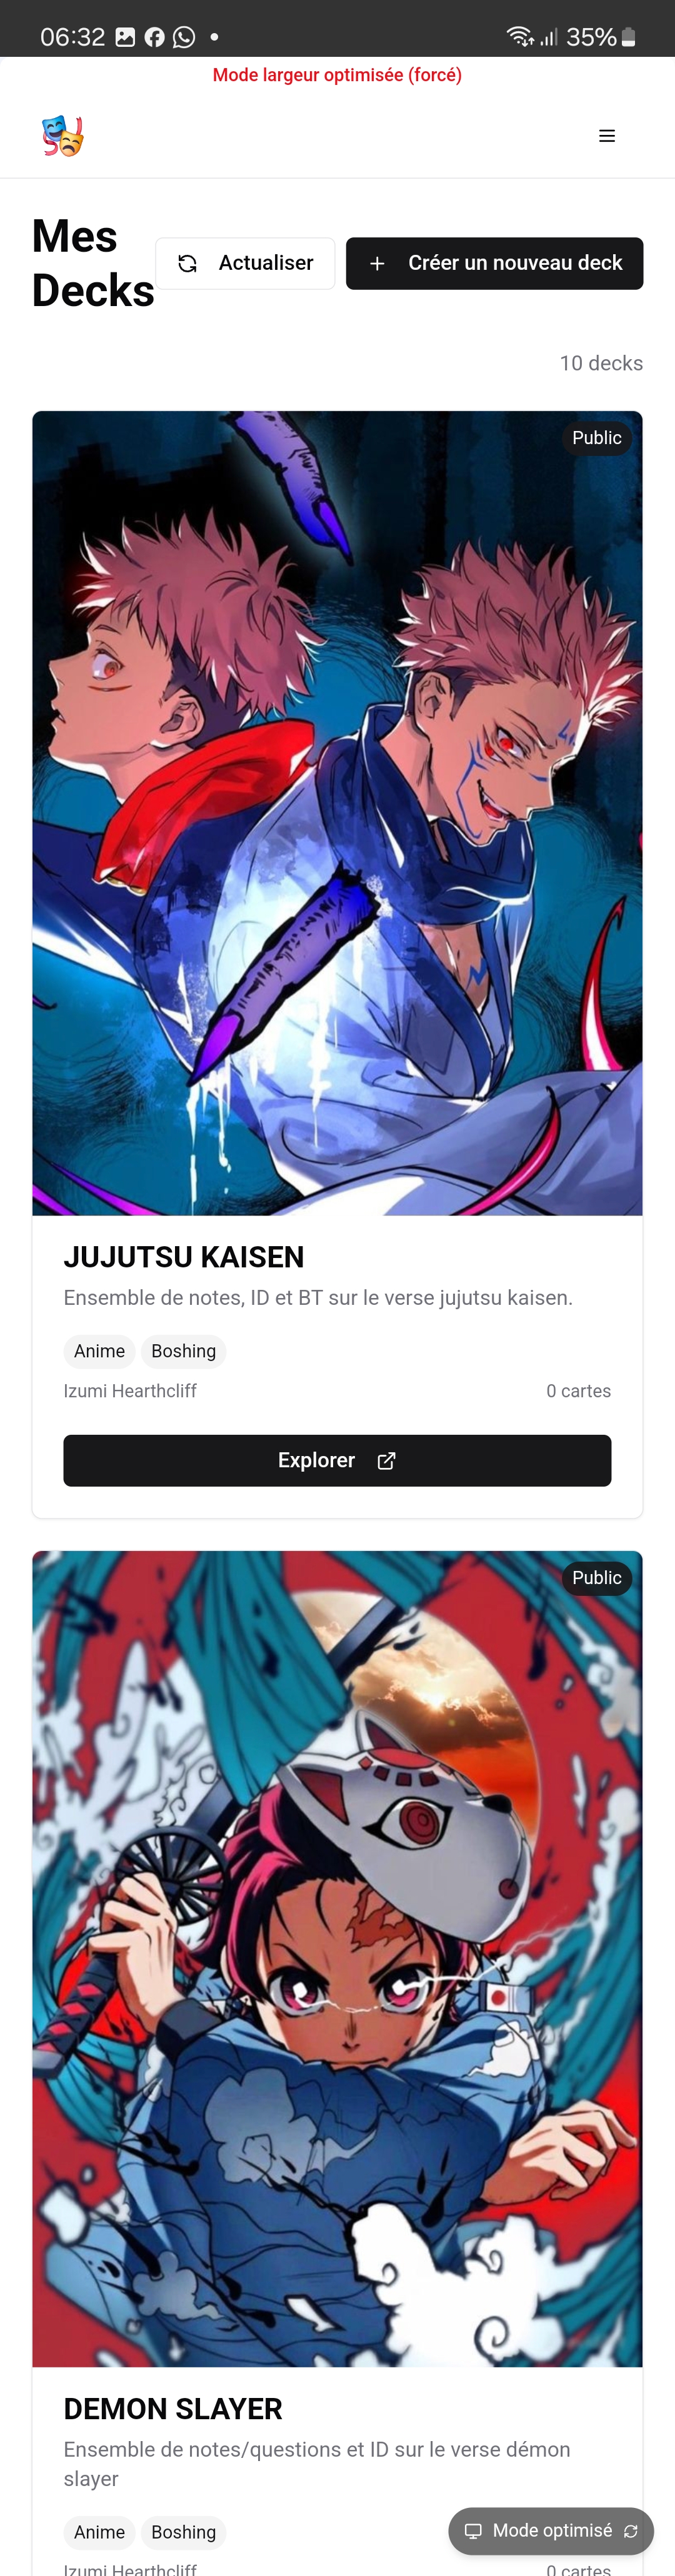 06:32
35%
Mode largeur optimisée (forcé)
Mes
Decks
Actualiser
Créer un nouveau deck
10 decks
Public
JUJUTSU KAISEN
Ensemble de notes, ID et BT sur le verse jujutsu kaisen.
Anime Boshing
Izumi Hearthcliff 0 cartes
Explorer
Public
DEMON SLAYER
Ensemble de notes/questions et ID sur le verse démon
slayer
Anime Boshing
Mode optimisé
Izumi Hearthcliff 0 cartes